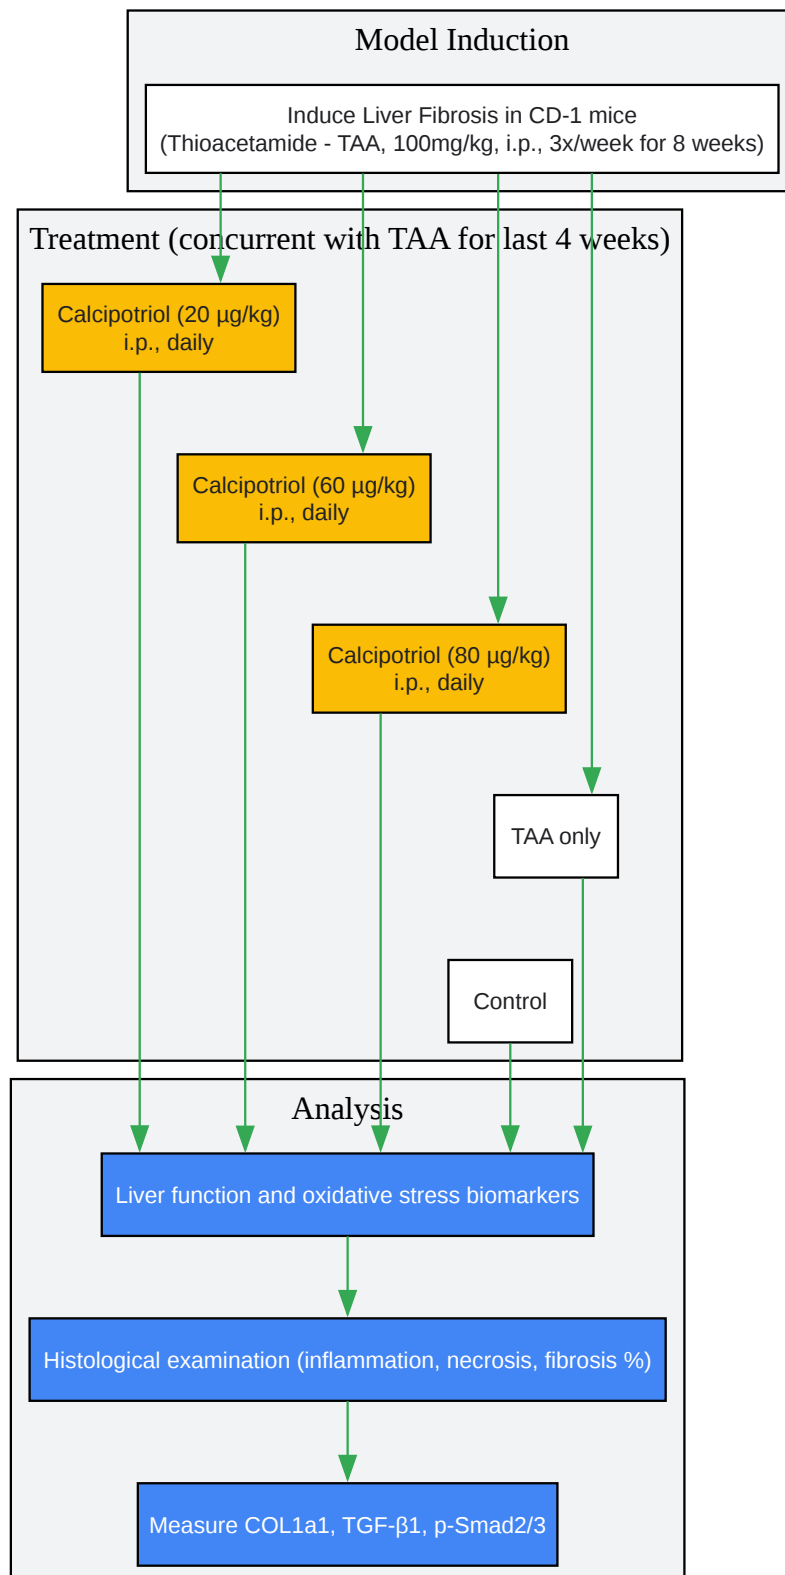 Model Induction
Induce Liver Fibrosis in CD-1 mice
(Thioacetamide - TAA, 100mg/kg, i.p., 3x/week for 8 weeks)
Treatment (concurrent with TAA for last 4 weeks)
Calcipotriol (20 µg/kg)
i.p., daily
Calcipotriol (60 µg/kg)
i.p., daily
Calcipotriol (80 µg/kg)
i.p., daily
TAA only
Control
Analysis
Liver function and oxidative stress biomarkers
Histological examination (inflammation, necrosis, fibrosis %)
Measure COL1a1, TGF-β1, p-Smad2/3